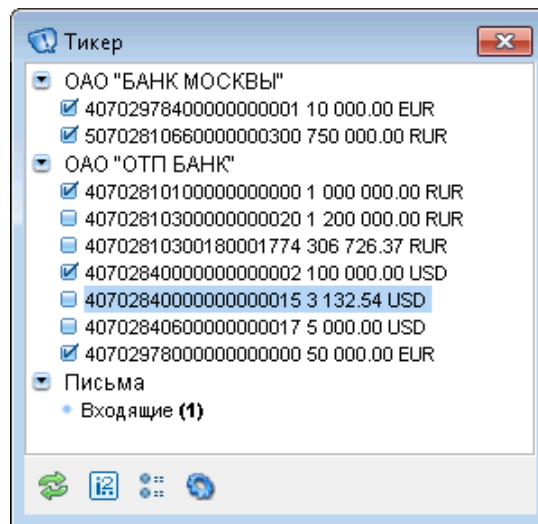 Тикер
ОАО "БАНК МОСКВЫ"
40702978400000000001 10 000.00 EUR
50702810660000000300 750 000.00 RUR
ОАО "ОТП БАНК"
40702810100000000000 1 000 000.00 RUR
40702810300000000020 1 200 000.00 RUR
40702810300180001774 306 726.37 RUR
40702840000000000002 100 000.00 USD
40702840000000000015 3 132.54 USD
40702840600000000017 5 000.00 USD
40702978000000000000 50 000.00 EUR
Письма
Входящие (1)